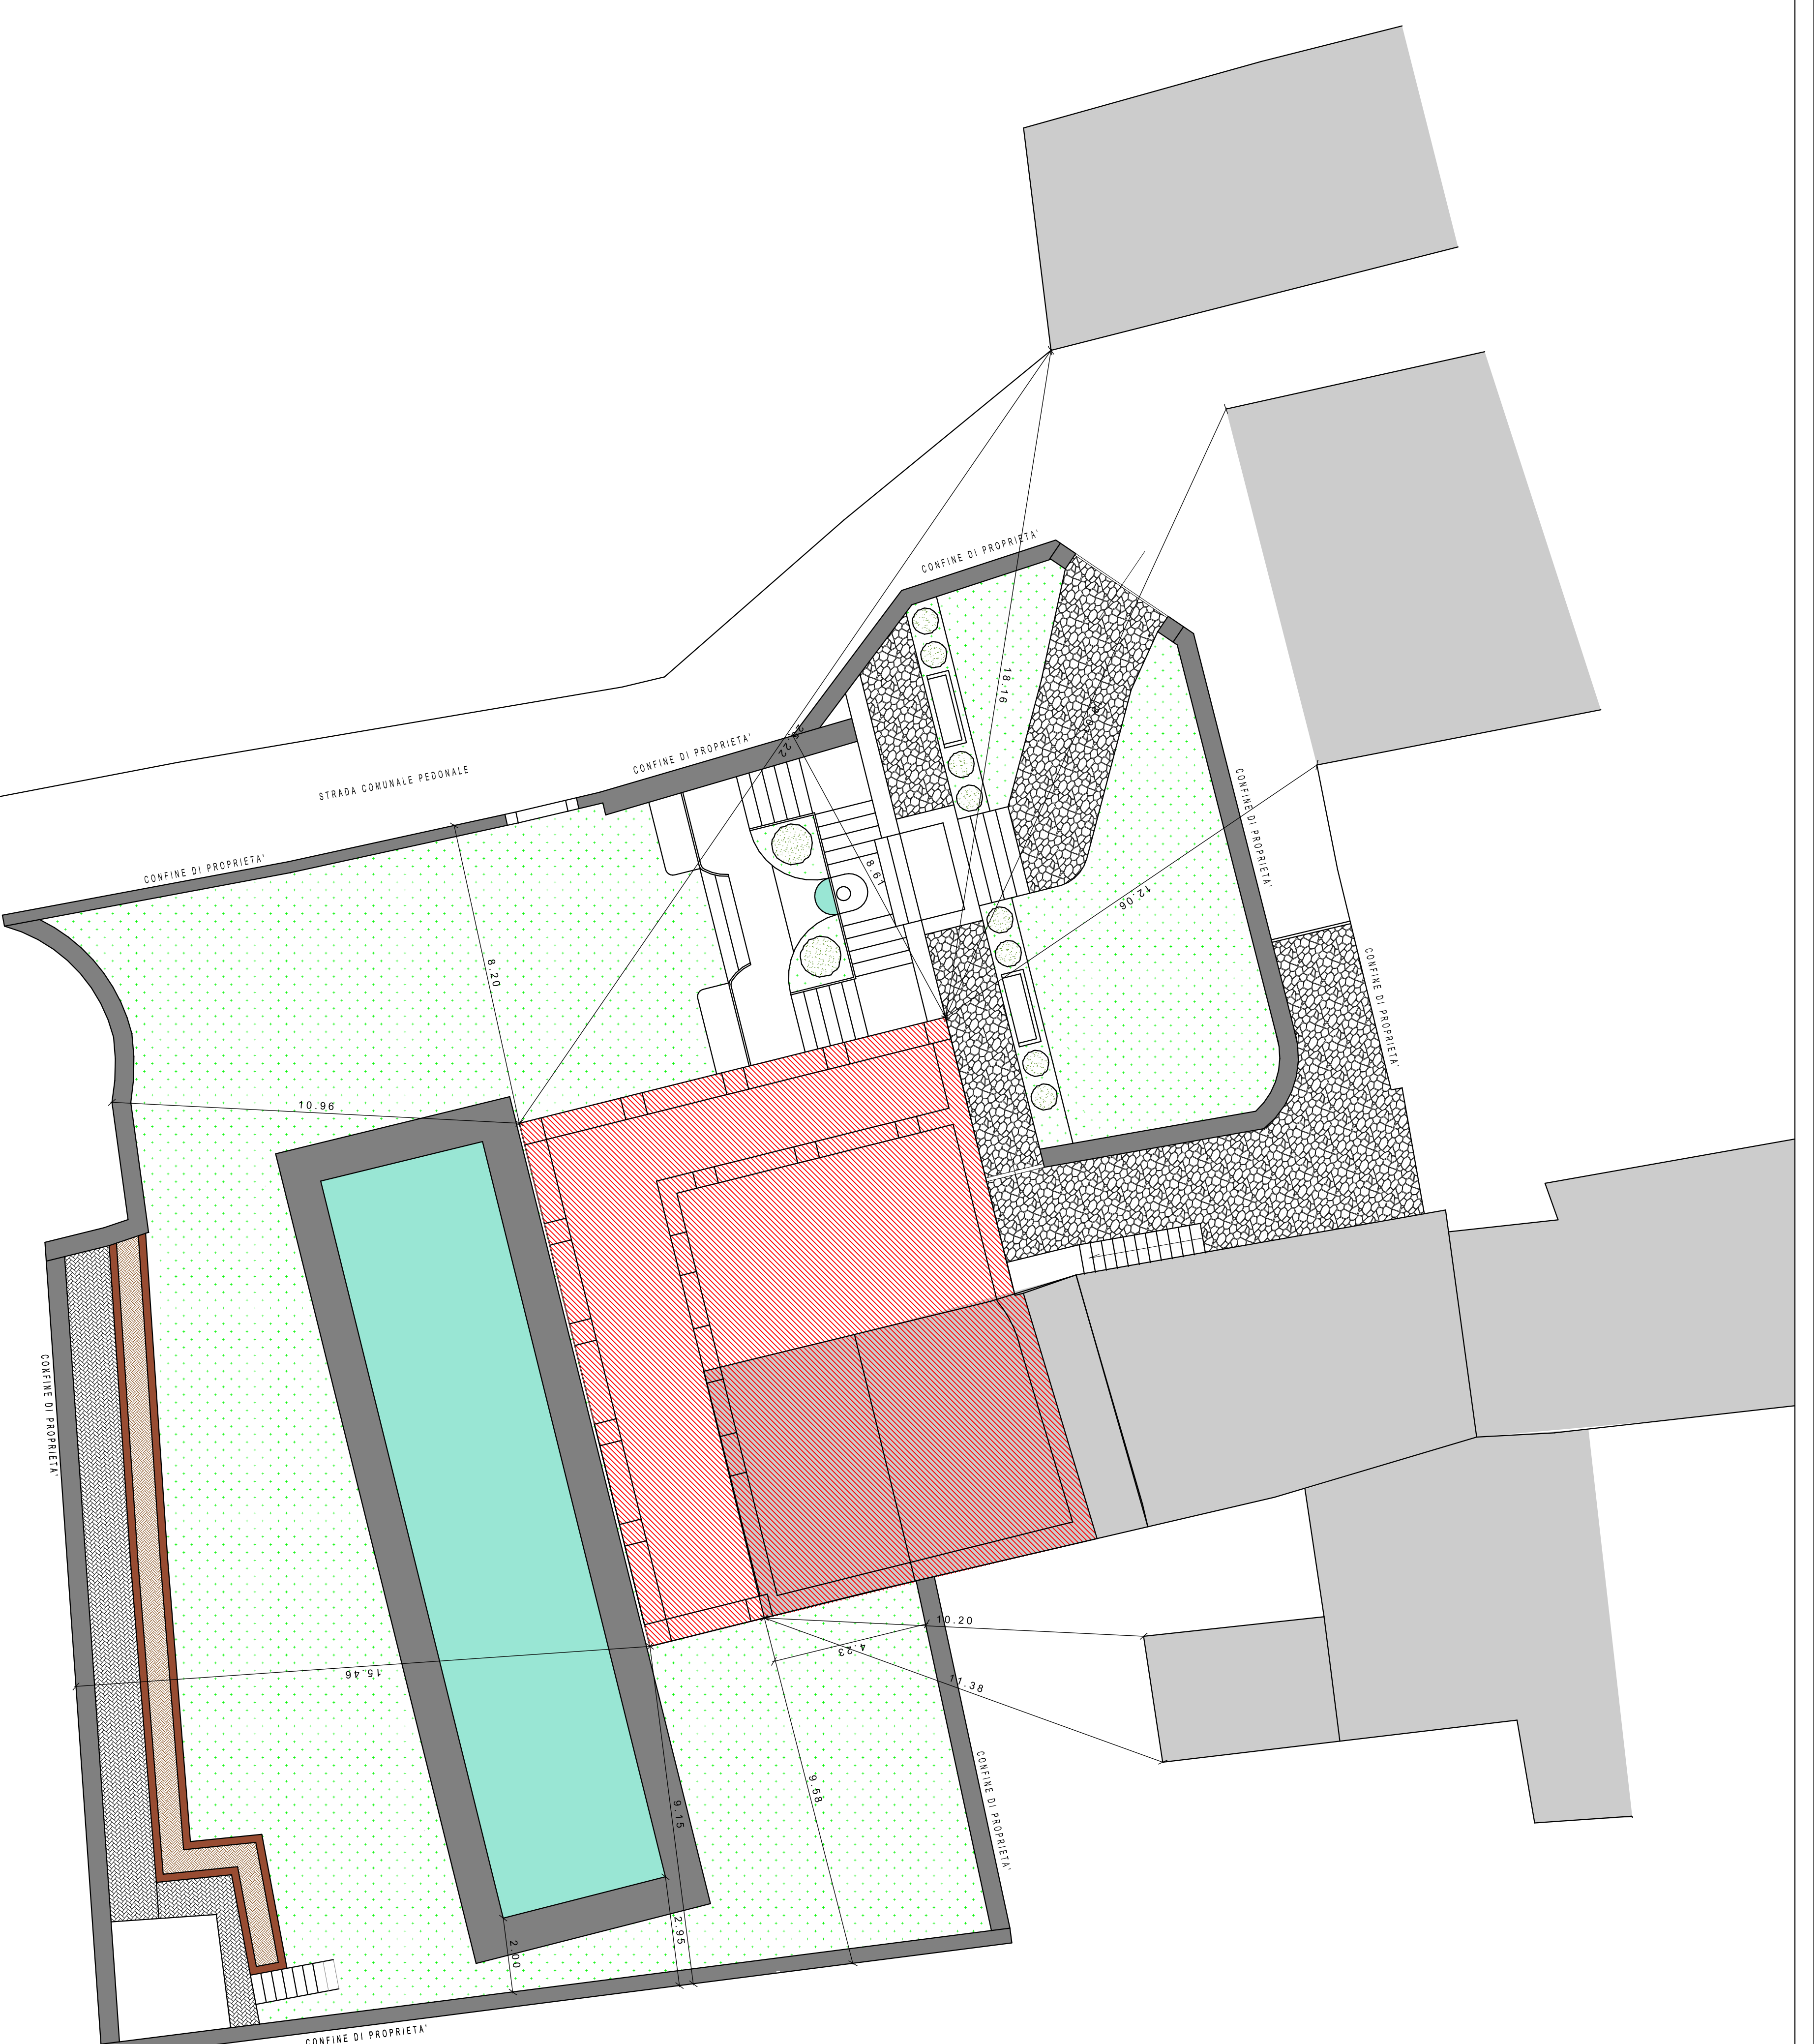 CONFINE DI PROPRIETA'
18.16
CONFINE DI PROPRIETA'
STRADA COMUNALE PEDONALE
CONFINE DI PROPRIETA'
CONFINE DI PROPRIETA'
8.61
12.06
8.20
CONFINE DI PROPRIETA'
10.96
CONFINE DI PROPRIETA'
10.20
4.23
15.46
11.38
9.58
9.15
CONFINE DI PROPRIETA'
2.95
2.00
CONFINE DI PROPRIETA'